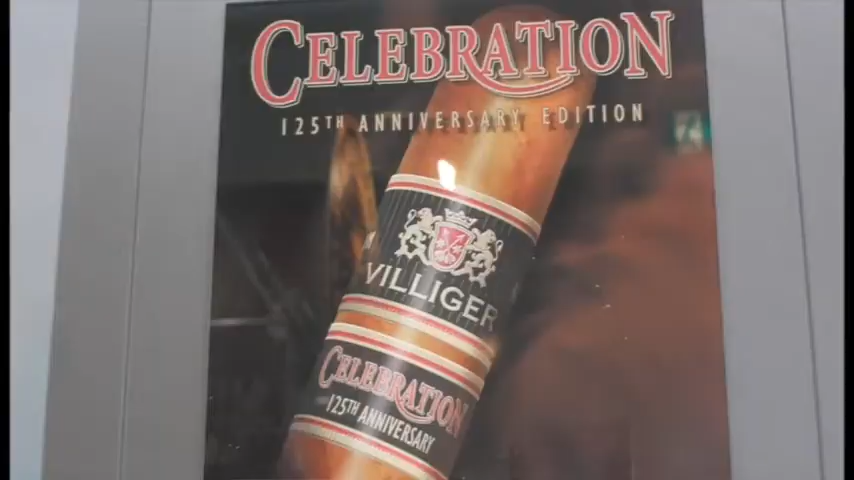 CELEBRATION
125TH ANNIVERSARY EDITION
VILLIGER
CELEBRATION
125TH ANNIVERSARY